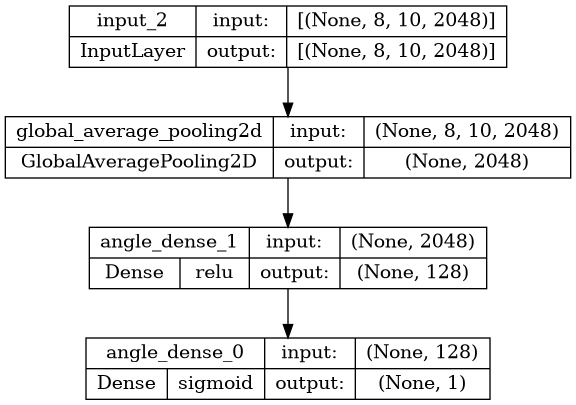 input_2 input: [(None, 8, 10, 2048)]
InputLayer output: [(None, 8, 10, 2048)]
global_average_pooling2d input: (None, 8, 10, 2048)
GlobalAveragePooling2D output: (None, 2048)
angle_dense_1 input: (None, 2048)
Dense relu output: (None, 128)
angle_dense_0 input: (None, 128)
Dense sigmoid output: (None, 1)